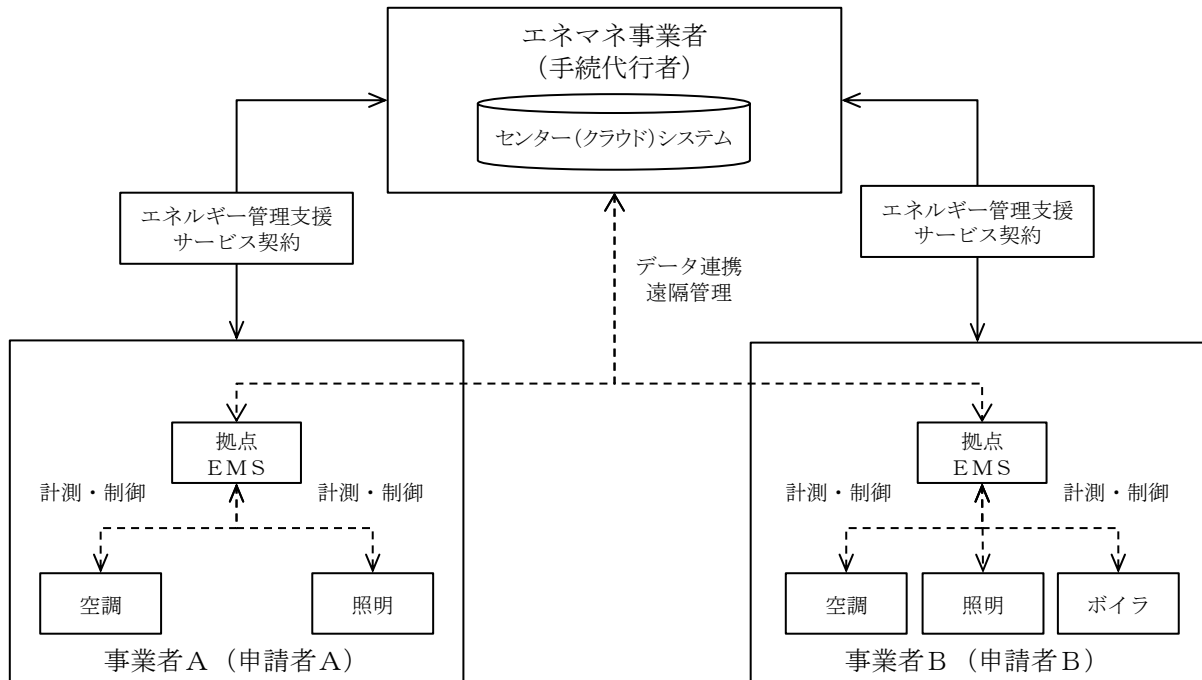 エネマネ事業者
(手続代行者)
センター(クラウド)システム
エネルギー管理支援
サービス契約
エネルギー管理支援
サービス契約
データ連携
遠隔管理
拠点
EMS
計測・制御
計測・制御
空調
照明
事業者A(申請者A)
拠点
EMS
計測・制御
計測・制御
空調
照明
ボイラ
事業者B(申請者B)